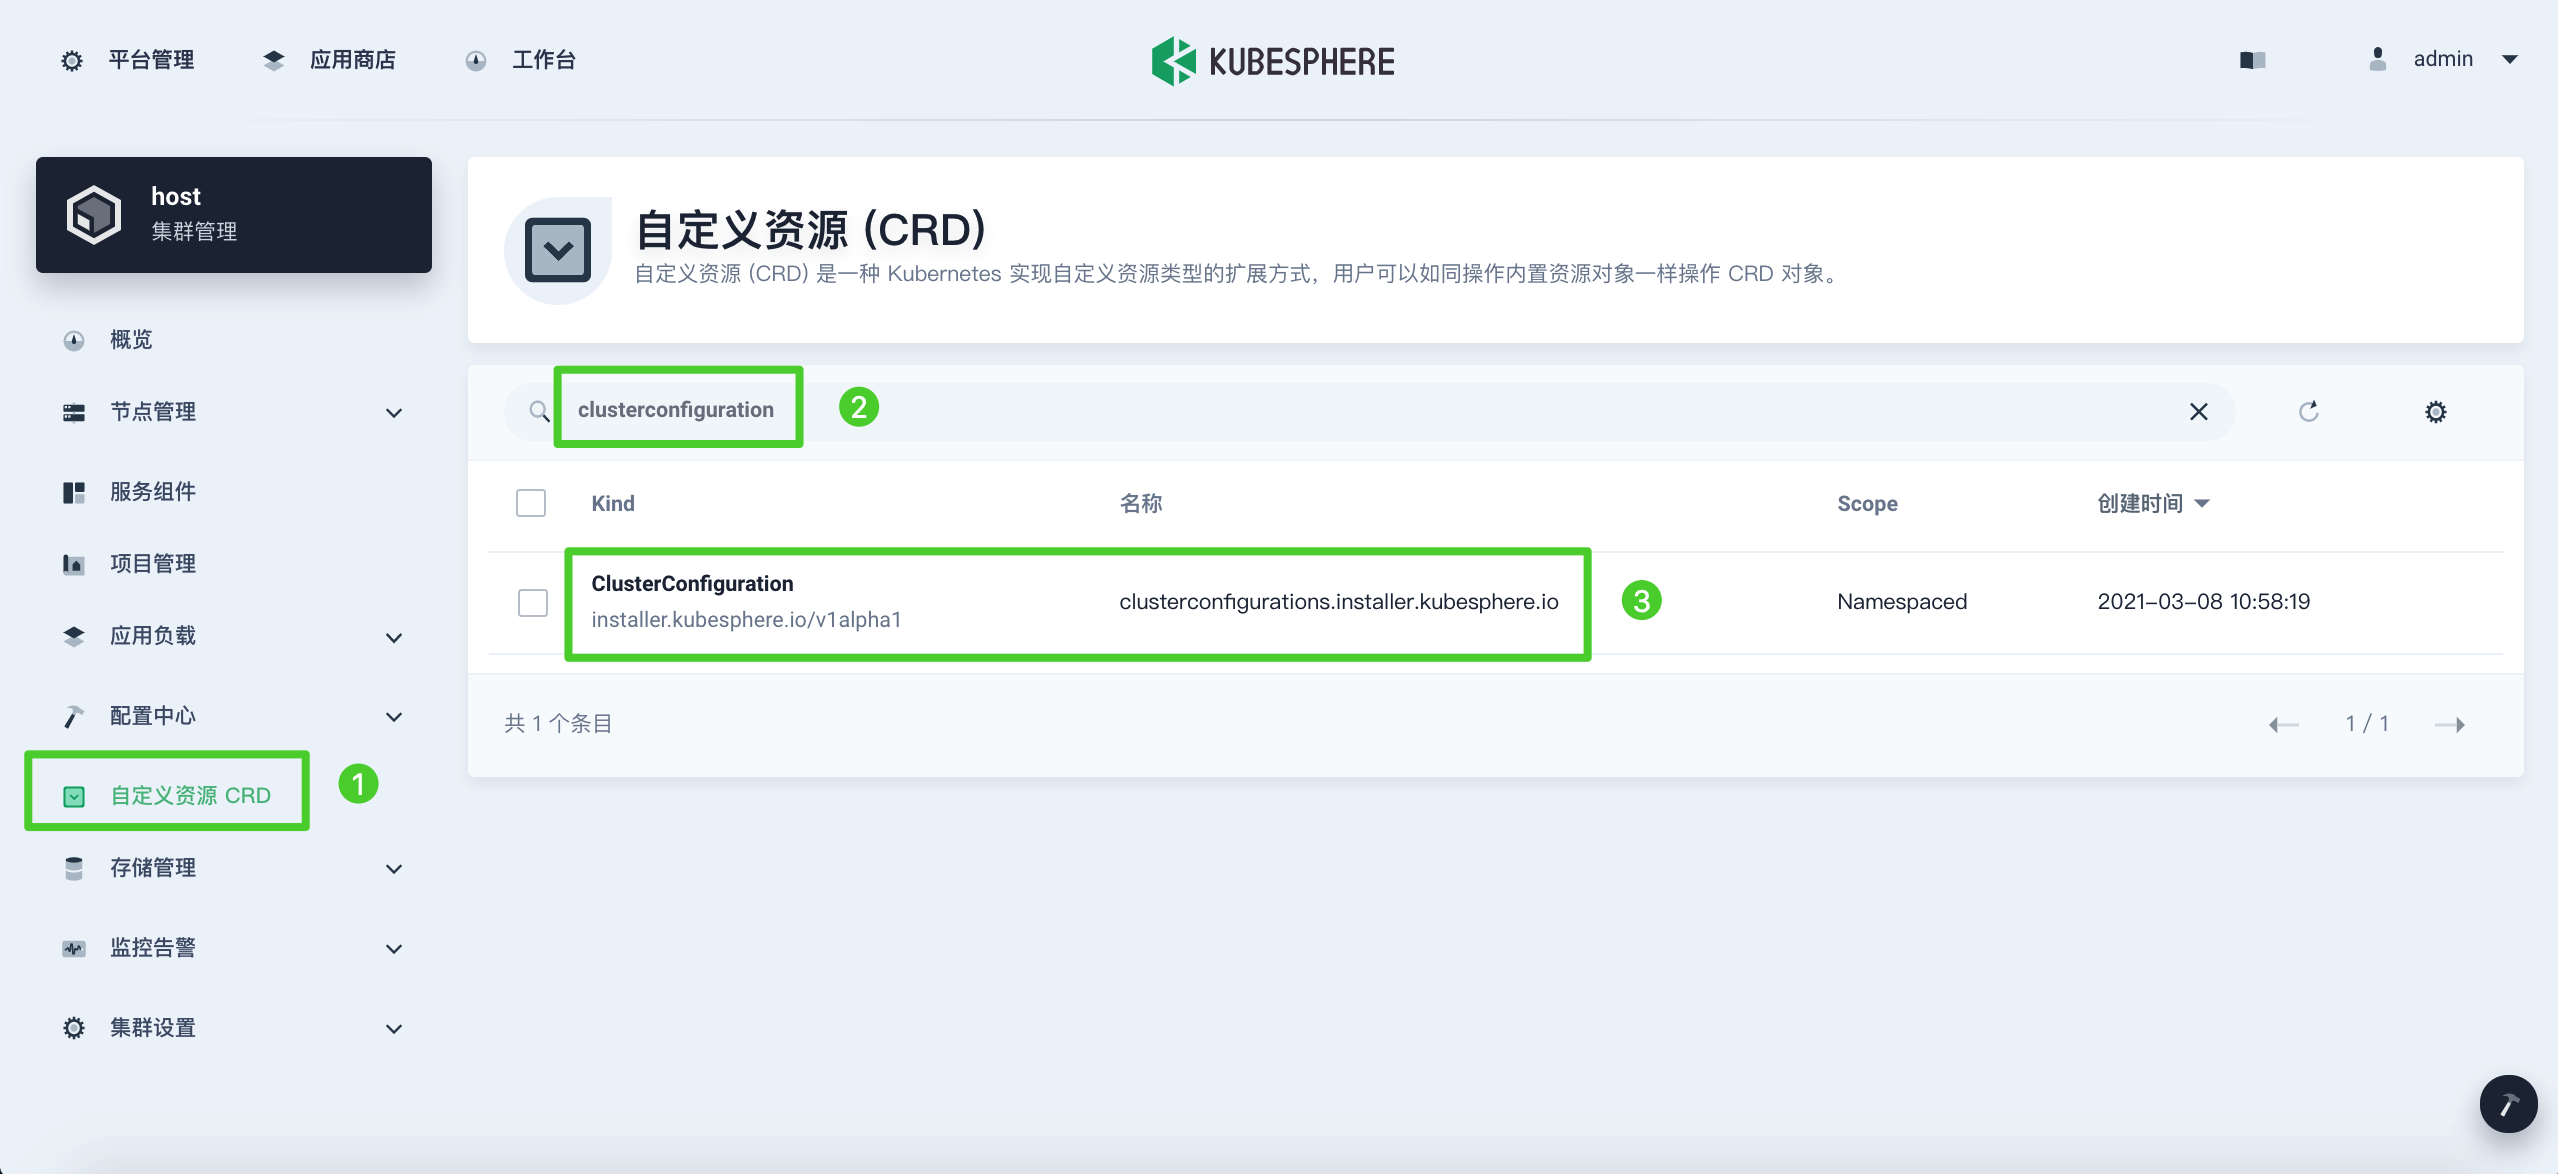 平台管理 应用商店 工作台 KUBESPHERE admin
host
集群管理
概览
节点管理
服务组件
项目管理
应用负载
配置中心
自定义资源 CRD 1
存储管理
监控告警
集群设置
自定义资源 (CRD)
自定义资源 (CRD) 是一种 Kubernetes 实现自定义资源类型的扩展方式，用户可以如同操作内置资源对象一样操作 CRD 对象。
clusterconfiguration 2
Kind 名称 Scope 创建时间
ClusterConfiguration
installer.kubesphere.io/v1alpha1
clusterconfigurations.installer.kubesphere.io 3 Namespaced 2021-03-08 10:58:19
共 1 个条目 1 / 1